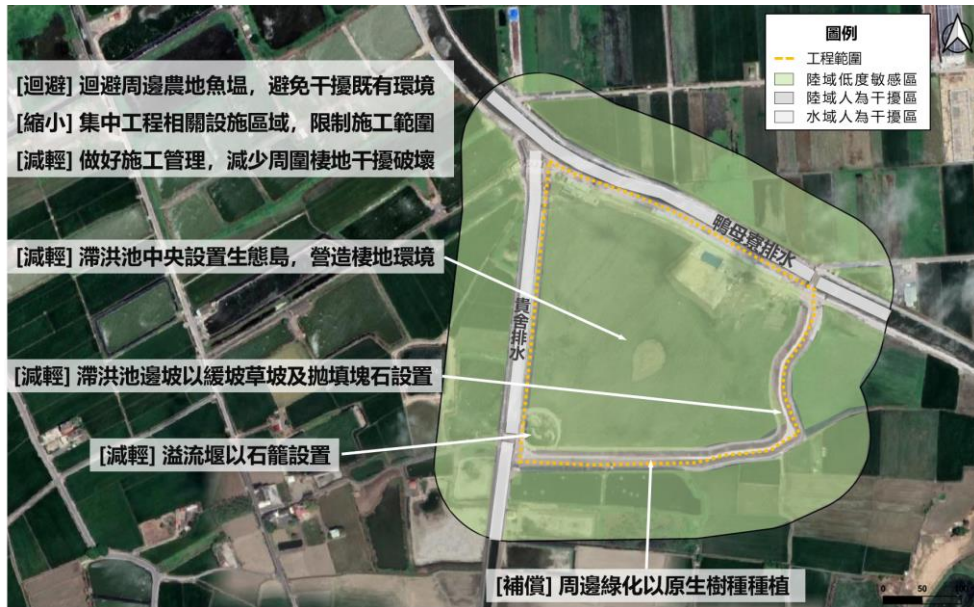 [迴避] 迴避周邊農地魚塭，避免干擾既有環境
[縮小] 集中工程相關設施區域，限制施工範圍
[減輕] 做好施工管理，減少周圍棲地干擾破壞
圖例
工程範圍
陸域低度敏感區
陸域人為干擾區
水域人為干擾區
鴨母寮排水
[減輕] 滯洪池中央設置生態島，營造棲地環境
貴舍排水
[減輕] 滯洪池邊坡以緩坡草坡及拋填塊石設置
[減輕] 溢流堰以石籠設置
[補償] 周邊綠化以原生樹種種植
0 50